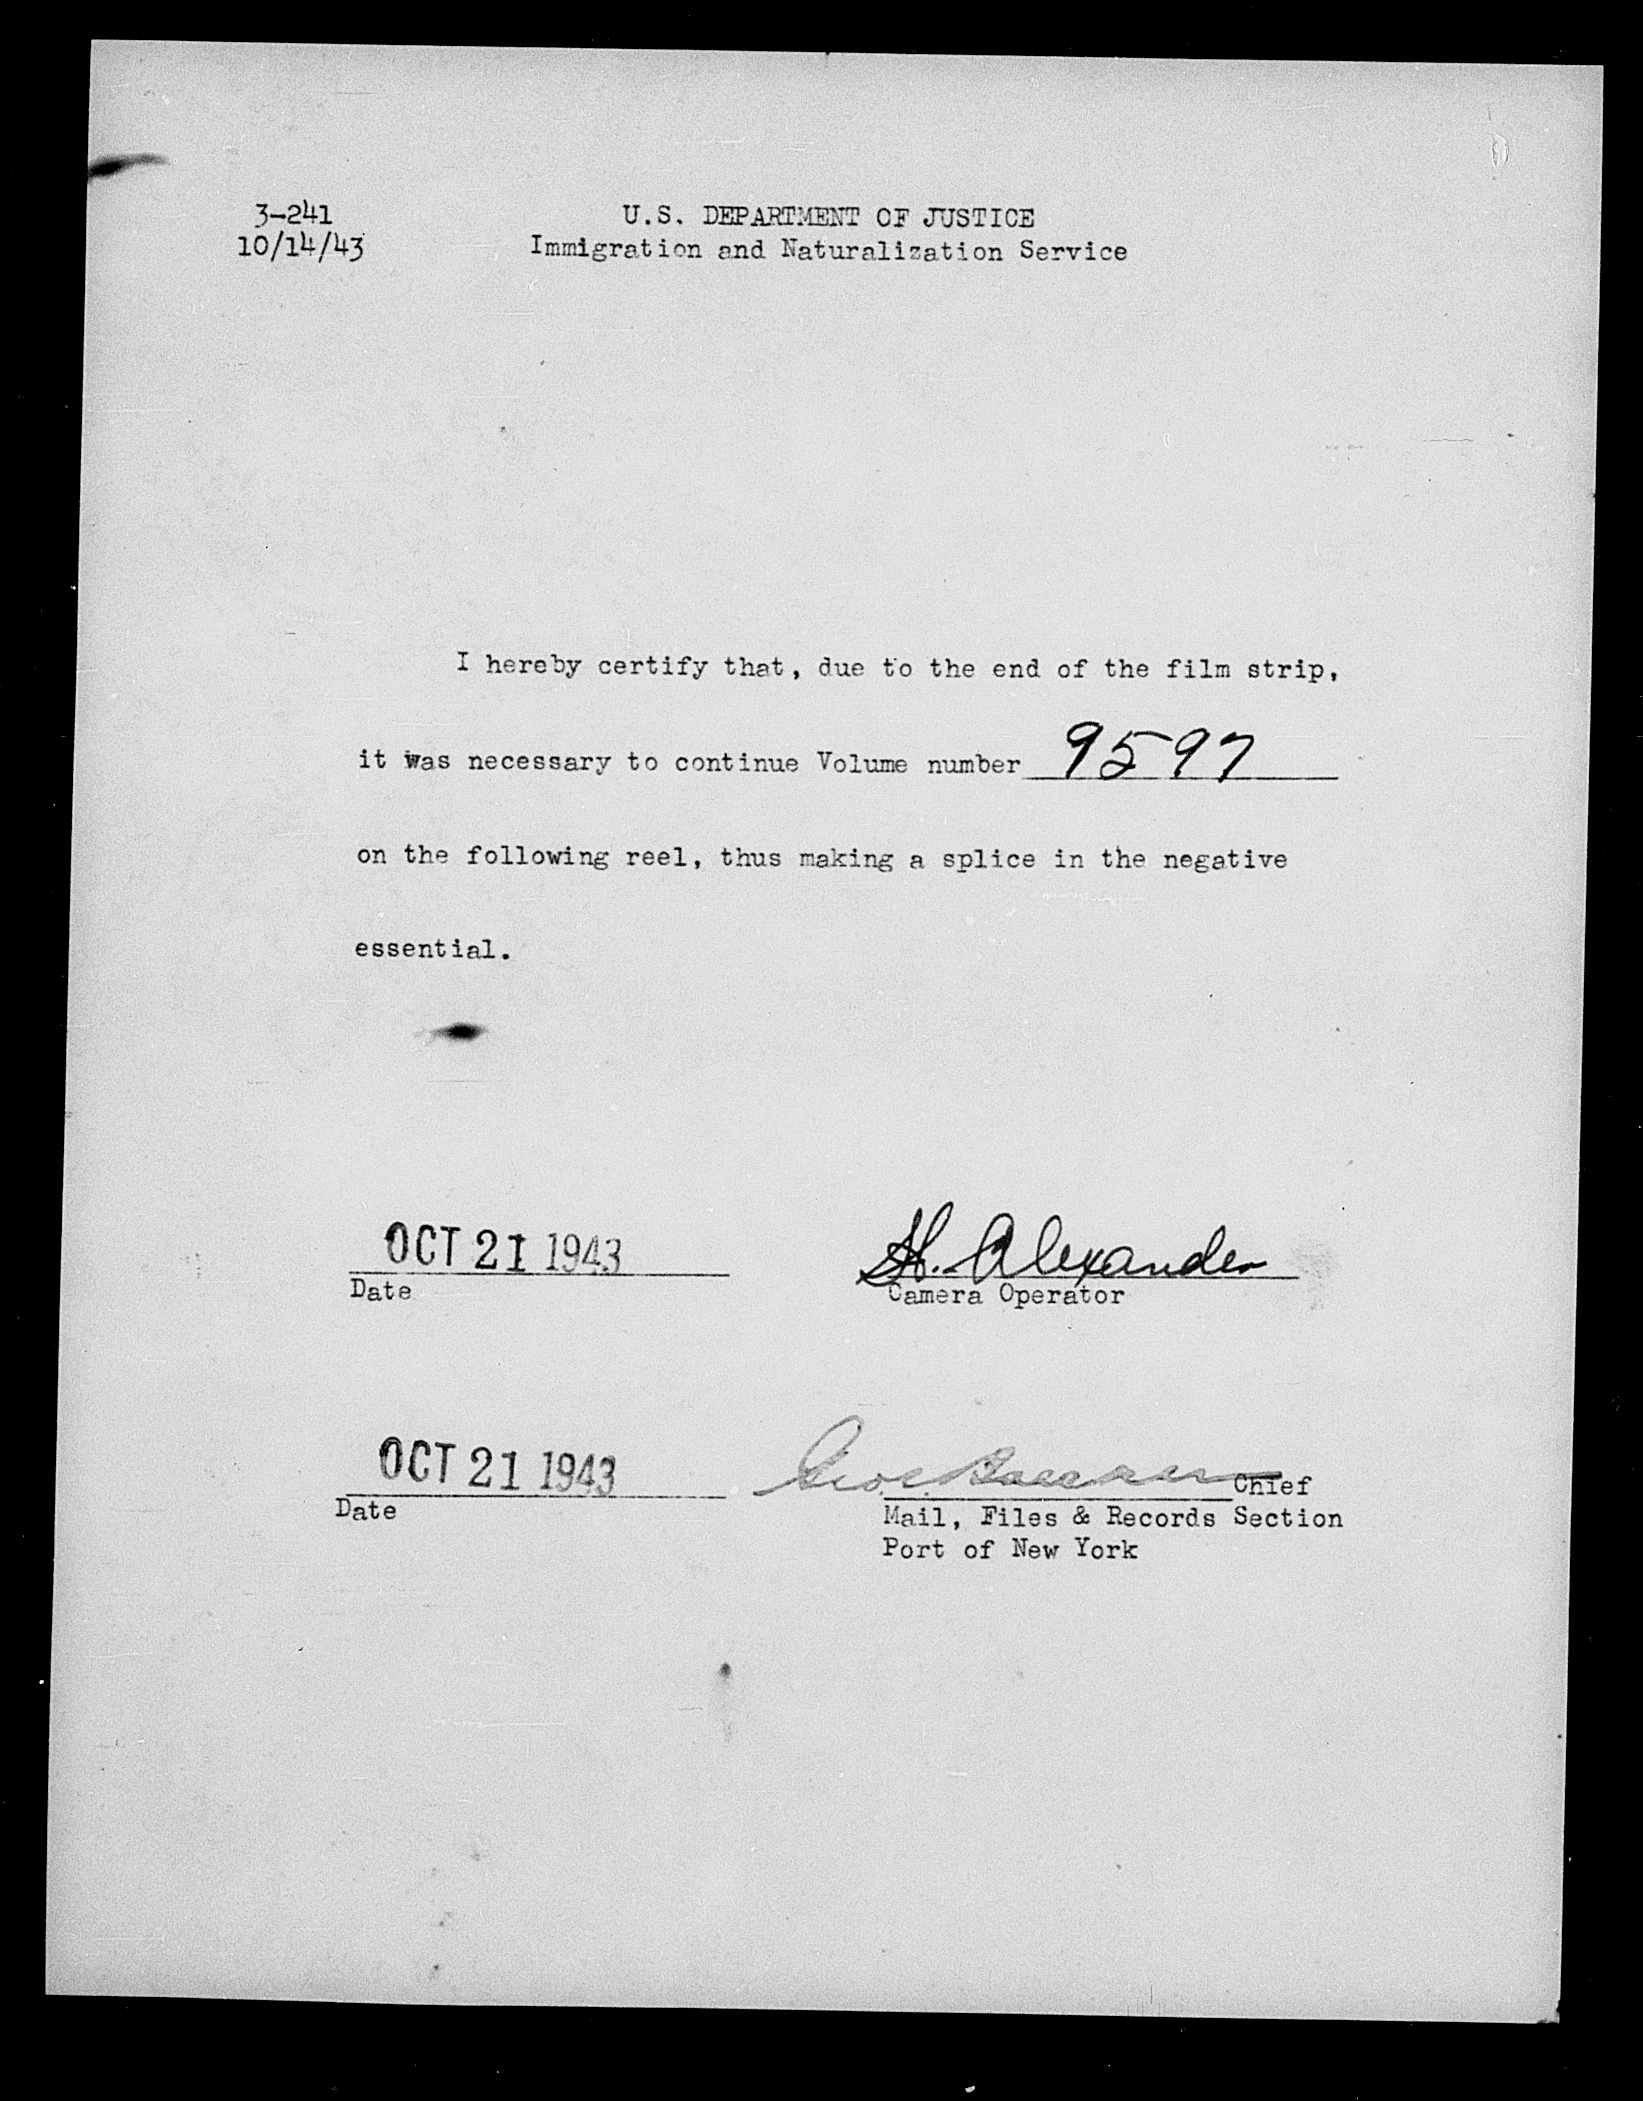 3-241
10/14/43
U.S. DEPARTMENT OF JUSTICE
Immigration and Naturalization Service
I hereby certify that, due to the end of the film strip,
it was necessary to continue Volume number 9597
on the following reel, thus making a splice in the negative
essential.
OCT 21 1943
Date
H. Alexander
Camera Operator
OCT 21 1943
Date
Chief
Mail, Files & Records Section
Port of New York